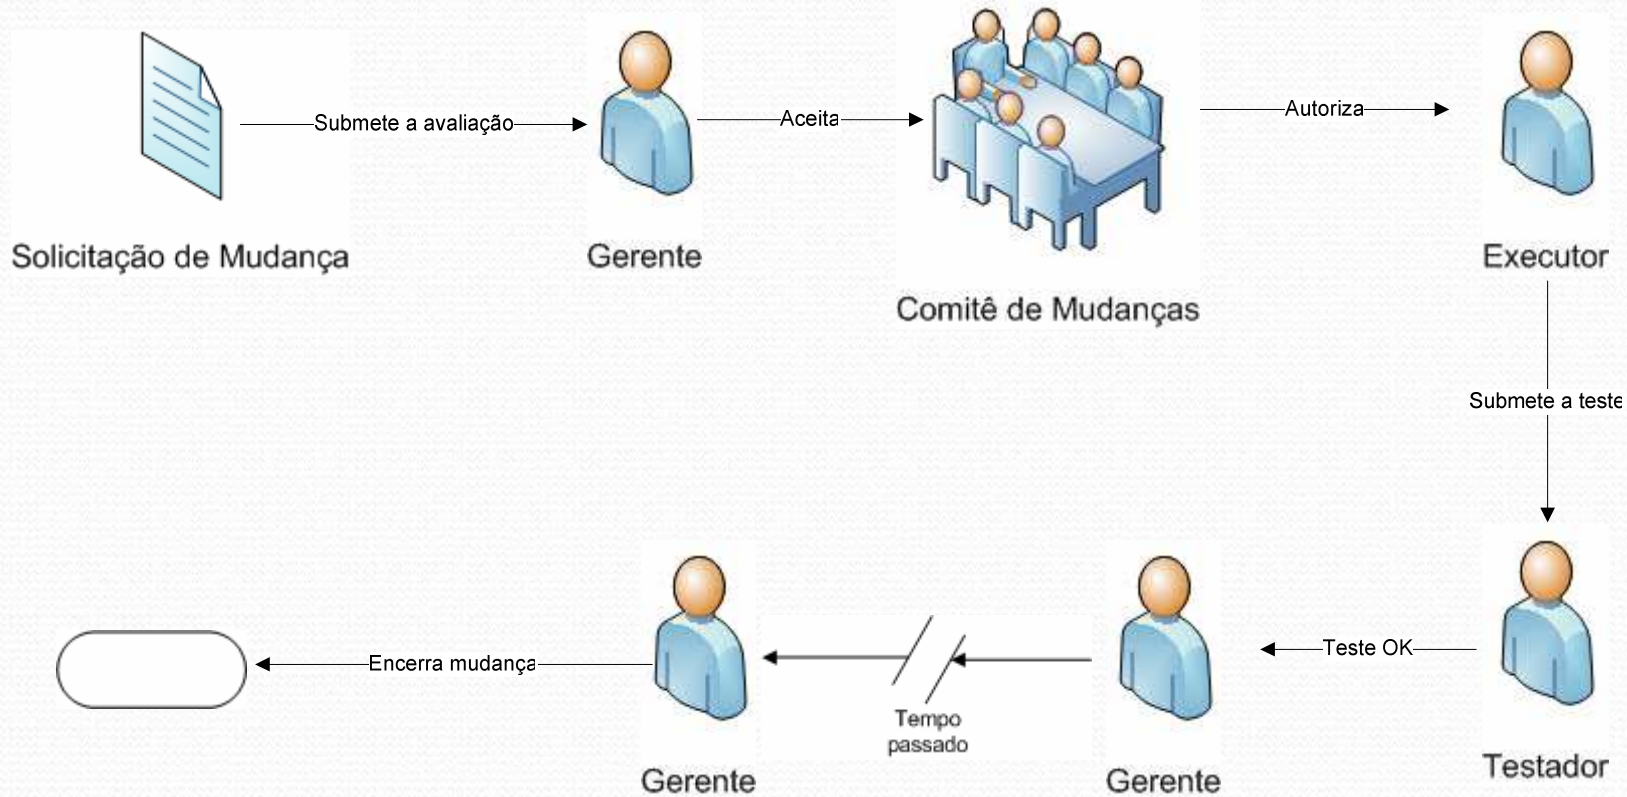 Submete a avaliação
Aceita
Autoriza
Solicitação de Mudança
Gerente
Comitê de Mudanças
Executor
Submete a teste
Encerra mudança
Tempo
passado
Teste OK
Gerente
Gerente
Testador